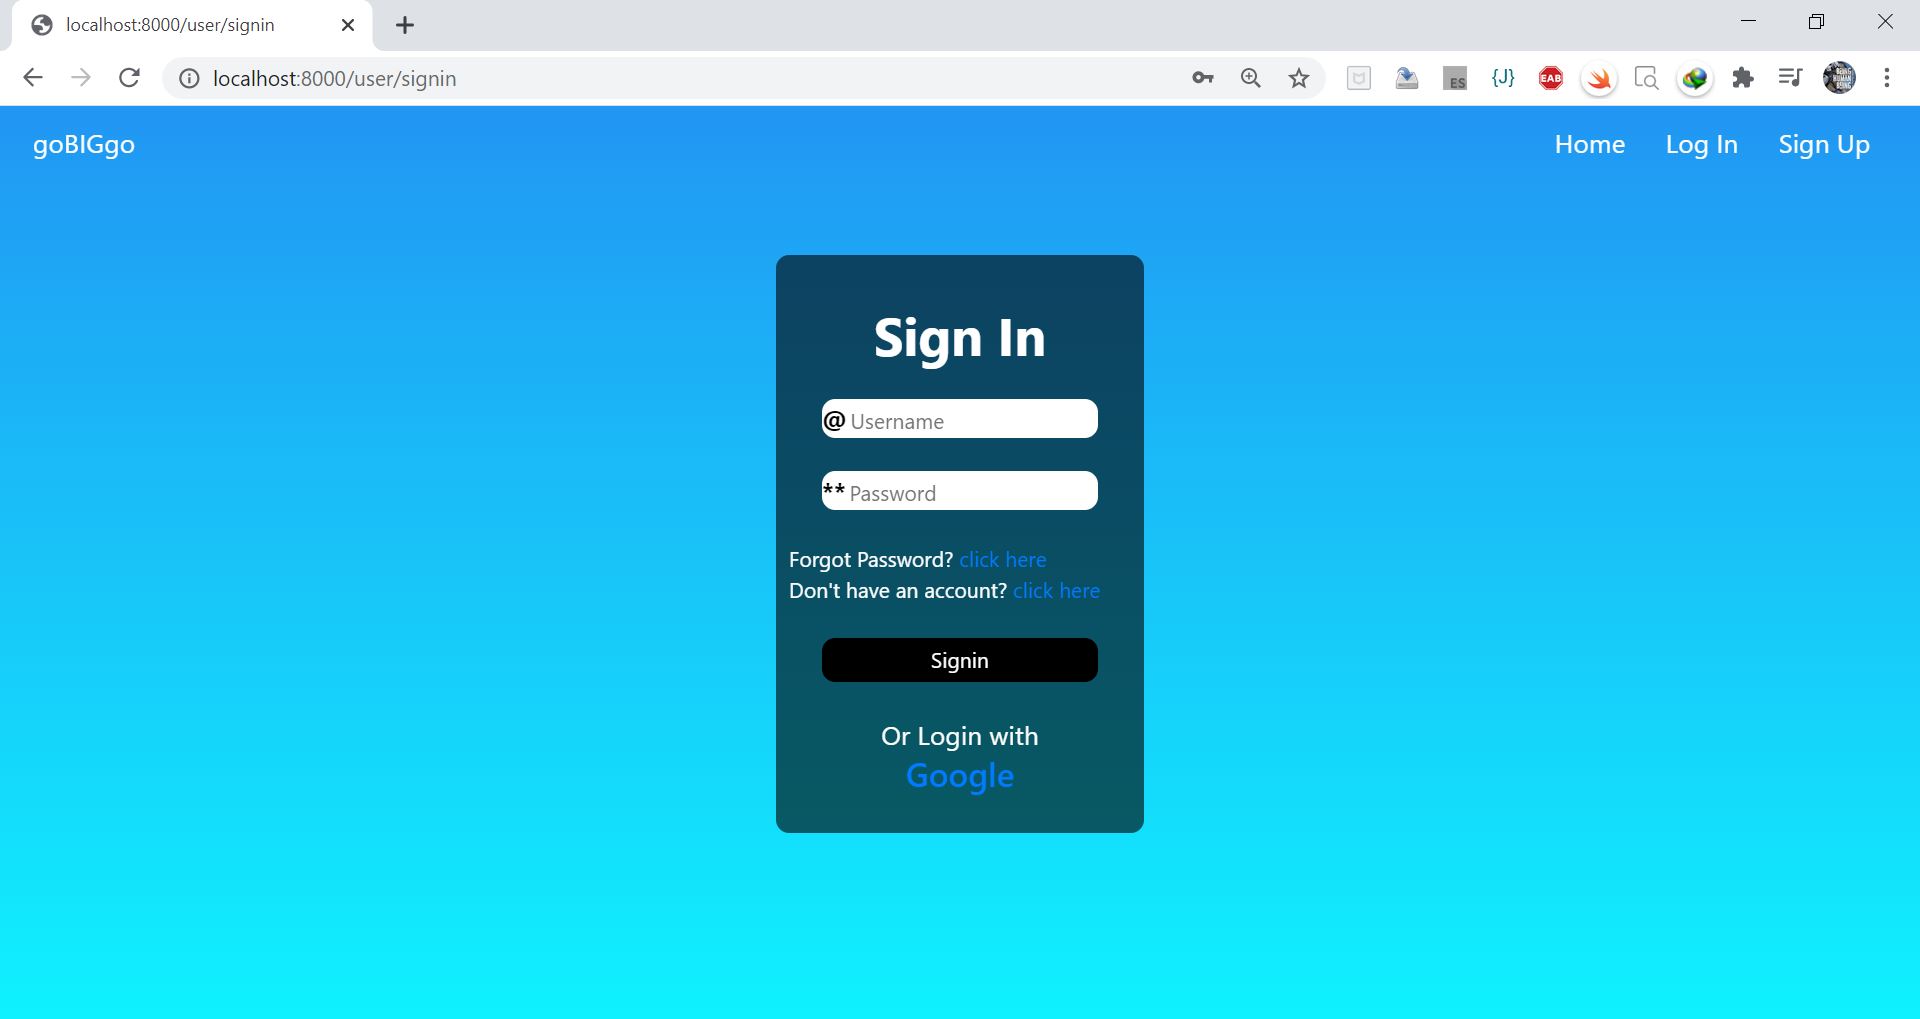 localhost:8000/user/signin
localhost:8000/user/signin
ES
{J}
EAB
goBIGgo
Home
Log In
Sign Up
Sign In
@ Username
** Password
Forgot Password? click here
Don't have an account? click here
Signin
Or Login with
Google